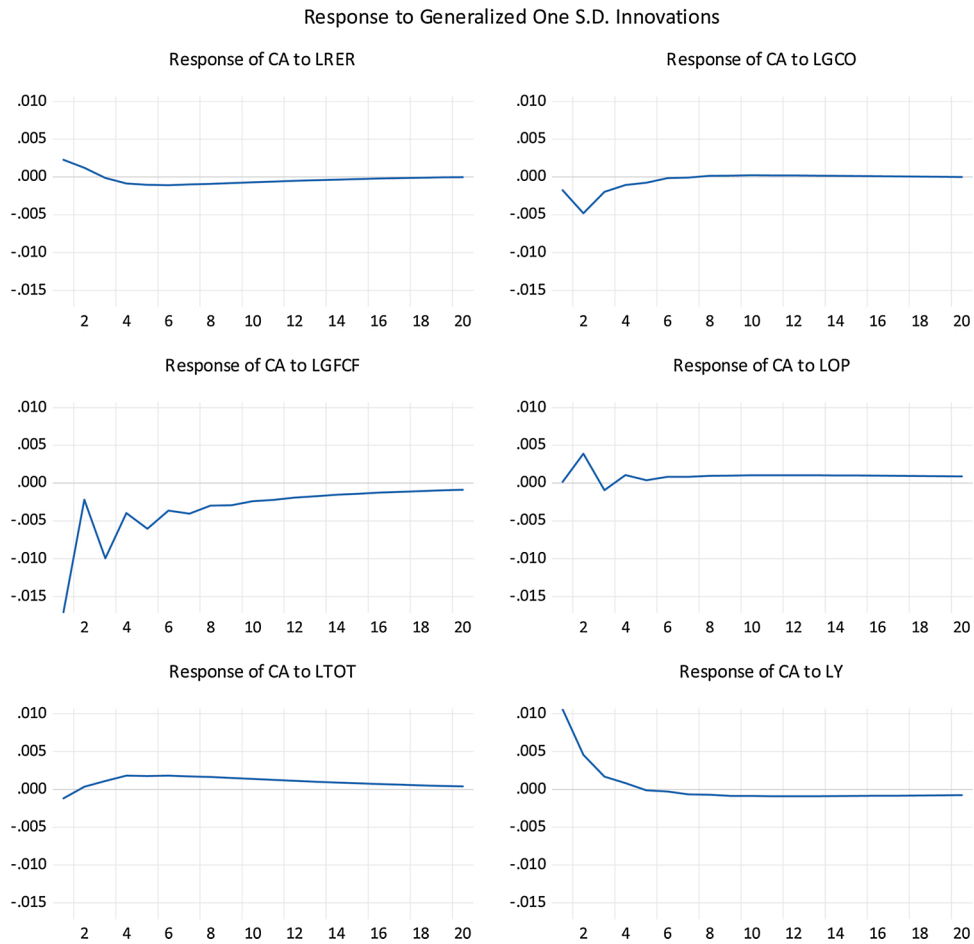 Response to Generalized One S.D. Innovations
Response of CA to LRER
.010
.005
.000
-.005
-.010
-.015
2 4 6 8 10 12 14 16 18 20
Response of CA to LGCO
.010
.005
.000
-.005
-.010
-.015
2 4 6 8 10 12 14 16 18 20
Response of CA to LGFCF
.010
.005
.000
-.005
-.010
-.015
2 4 6 8 10 12 14 16 18 20
Response of CA to LOP
.010
.005
.000
-.005
-.010
-.015
2 4 6 8 10 12 14 16 18 20
Response of CA to LTOT
.010
.005
.000
-.005
-.010
-.015
2 4 6 8 10 12 14 16 18 20
Response of CA to LY
.010
.005
.000
-.005
-.010
-.015
2 4 6 8 10 12 14 16 18 20